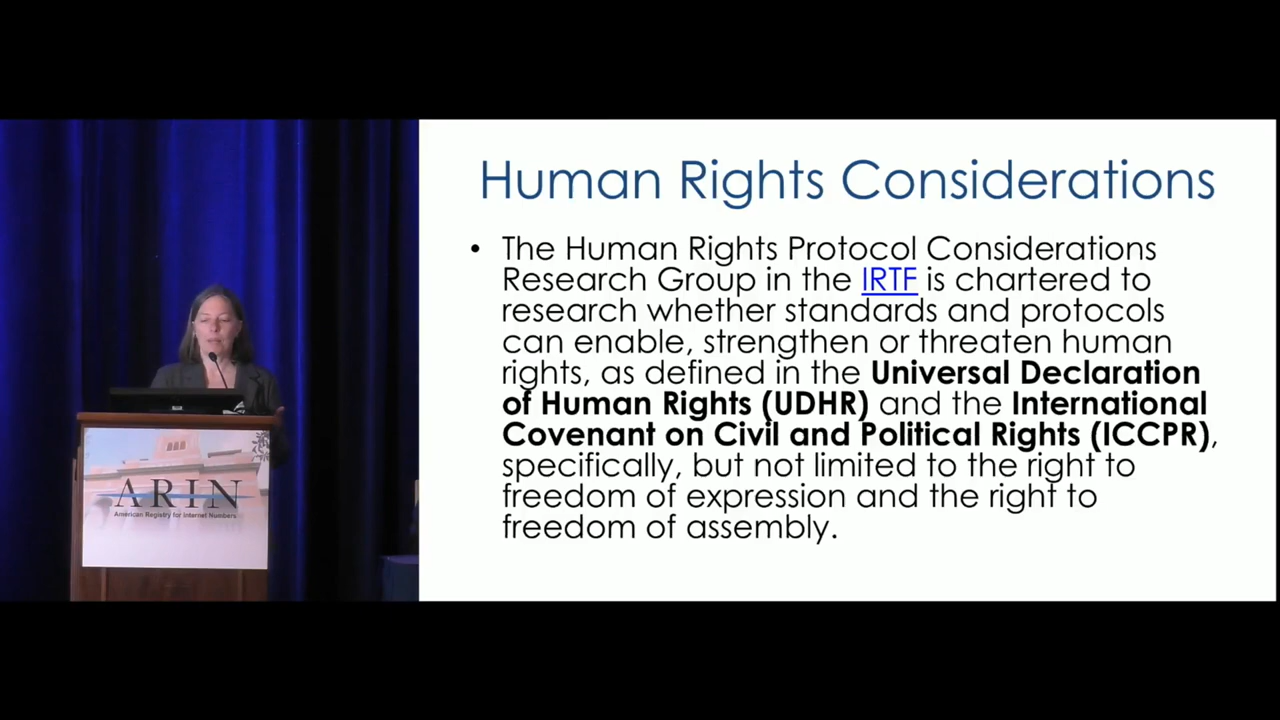 Human Rights Considerations
• The Human Rights Protocol Considerations
Research Group in the IRTF is chartered to
research whether standards and protocols
can enable, strengthen or threaten human
rights, as defined in the Universal Declaration
of Human Rights (UDHR) and the International
Covenant on Civil and Political Rights (ICCPR),
specifically, but not limited to the right to
freedom of expression and the right to
freedom of assembly.
ARIN
American Registry for Internet Numbers